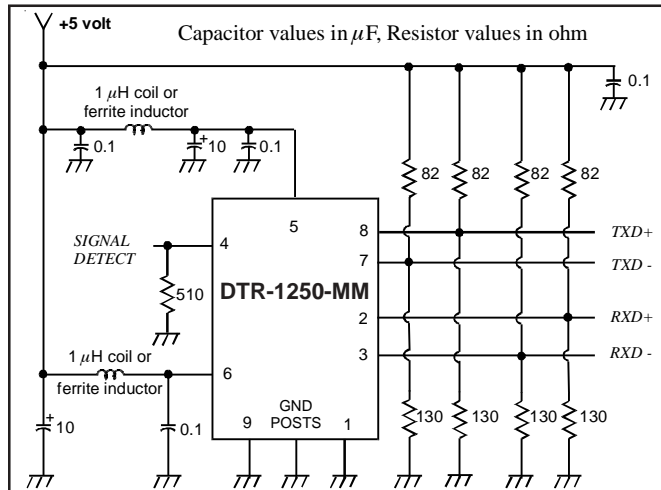 +5 volt
Capacitor values in µF, Resistor values in ohm
0.1
1 µH coil or
ferrite inductor
0.1
+
10
0.1
82
82
82
82
5
SIGNAL
DETECT
4
8
TXD+
7
TXD -
510
DTR-1250-MM
2
RXD+
3
RXD -
1 µH coil or
ferrite inductor
6
+
10
0.1
9
GND
POSTS
1
130
130
130
130